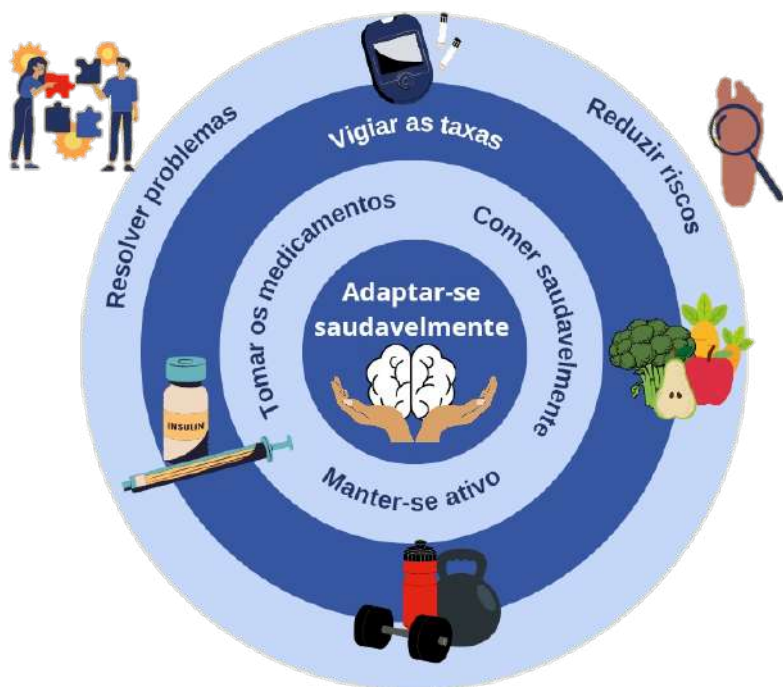 Resolver problemas
Vigiar as taxas
Reduzir riscos
Tomar os medicamentos
Comer saudavelmente
Adaptar-se
saudavelmente
INSULIN
Manter-se ativo